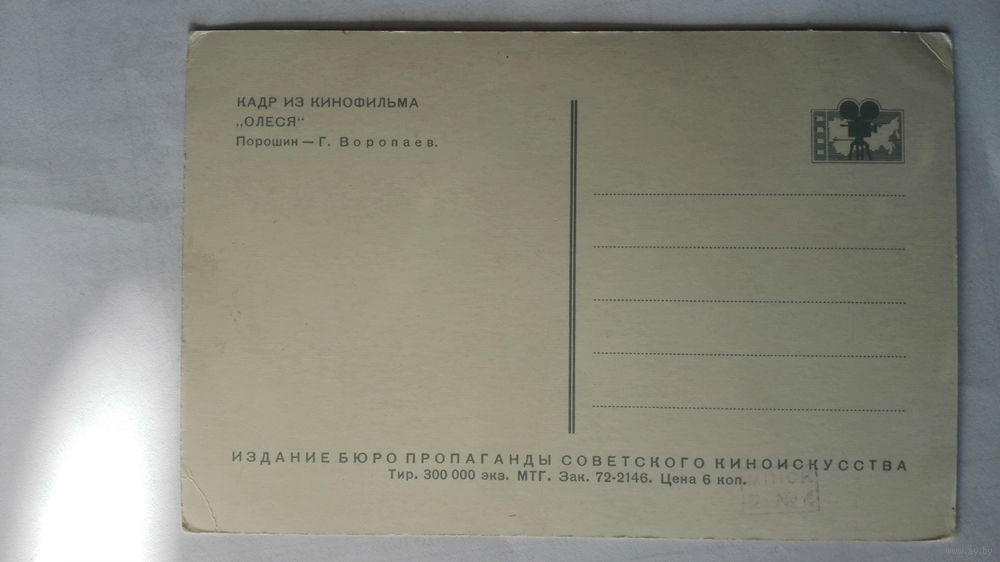 КАДР ИЗ КИНОФИЛЬМА
„ОЛЕСЯ“
Порошин — Г. Воропаев.
ИЗДАНИЕ БЮРО ПРОПАГАНДЫ СОВЕТСКОГО КИНОИСКУССТВА
Тир. 300 000 экз. МТГ. Зак. 72-2146. Цена 6 коп.